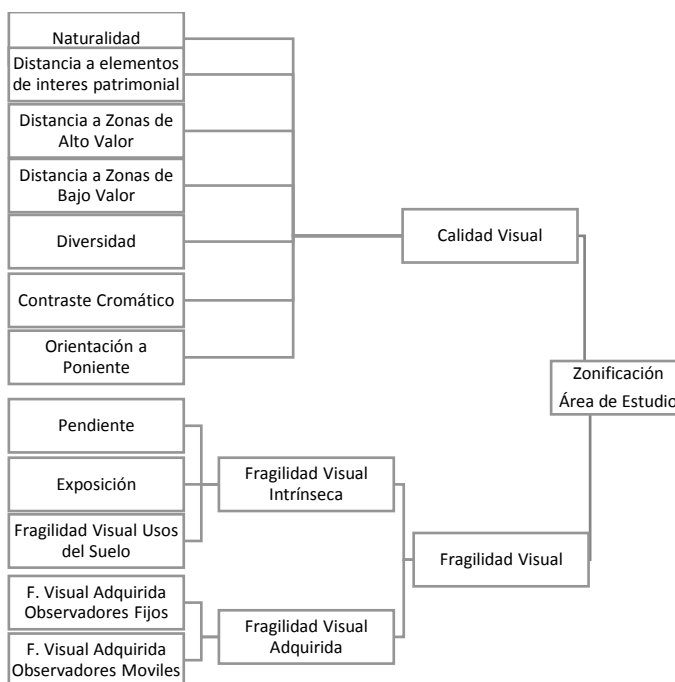 Naturalidad
Distancia a elementos
de interes patrimonial
Distancia a Zonas de
Alto Valor
Distancia a Zonas de
Bajo Valor
Diversidad
Contraste Cromático
Orientación a
Poniente
Calidad Visual
Zonificación
Área de Estudio
Pendiente
Exposición
Fragilidad Visual Usos
del Suelo
Fragilidad Visual
Intrínseca
Fragilidad Visual
F. Visual Adquirida
Observadores Fijos
F. Visual Adquirida
Observadores Moviles
Fragilidad Visual
Adquirida